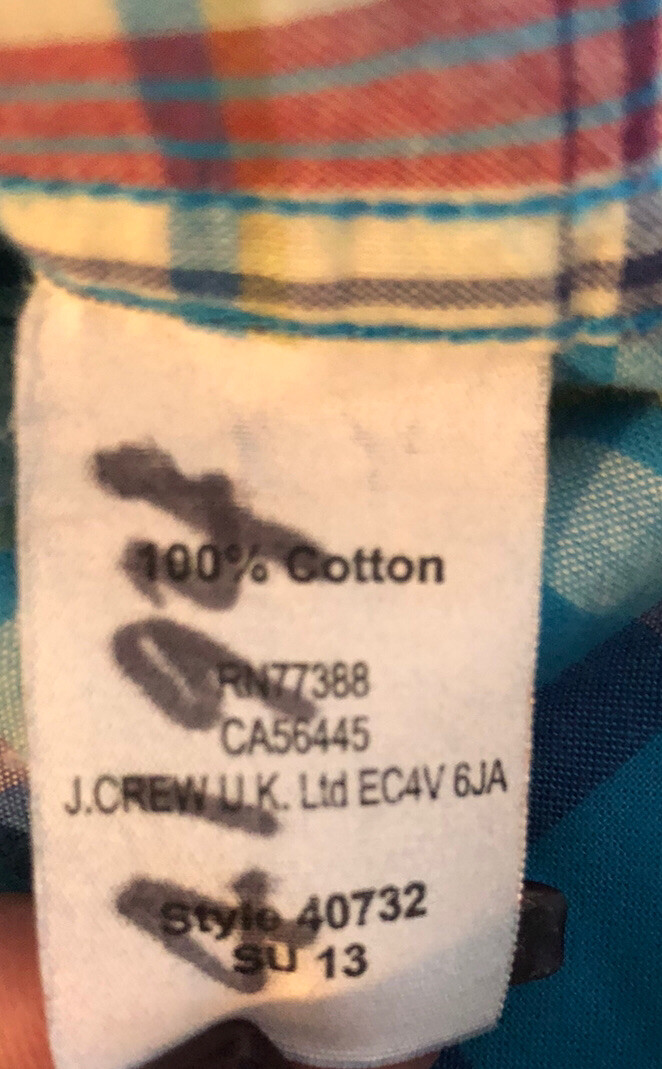 100% Cotton
RN77388
CA56445
J.CREW U.K. Ltd EC4V 6JA
Style 40732
SU 13